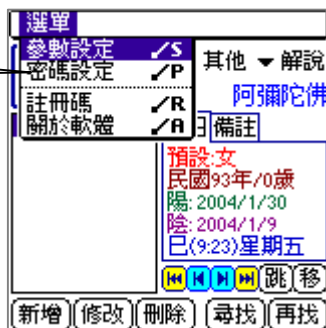 選單
參數設定 ✓S
密碼設定 ✓P
註冊碼 ✓R
關於軟體 ✓A
其他 ▼ 解說
阿彌陀佛
備註
預設:女
民國93年/0歲
陽: 2004/1/30
陰: 2004/1/9
巳(9:23)星期五
跳 移
新增 修改 刪除 尋找 再找